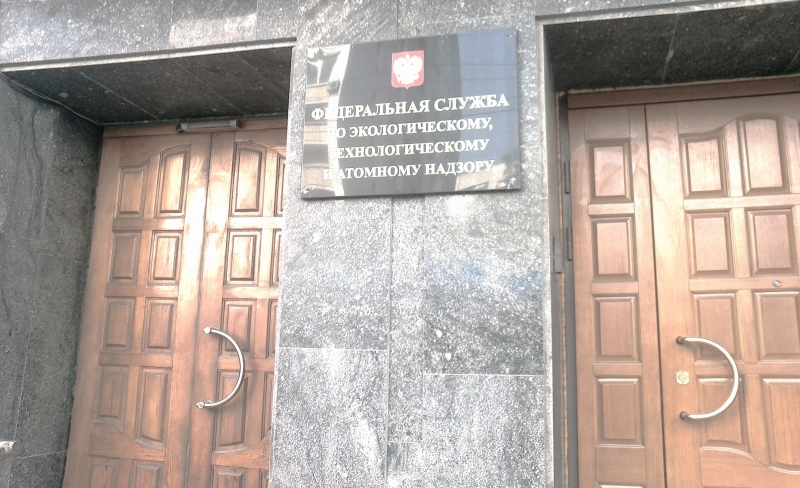 ФЕДЕРАЛЬНАЯ СЛУЖБА
ПО ЭКОЛОГИЧЕСКОМУ,
ТЕХНОЛОГИЧЕСКОМУ
И АТОМНОМУ НАДЗОРУ